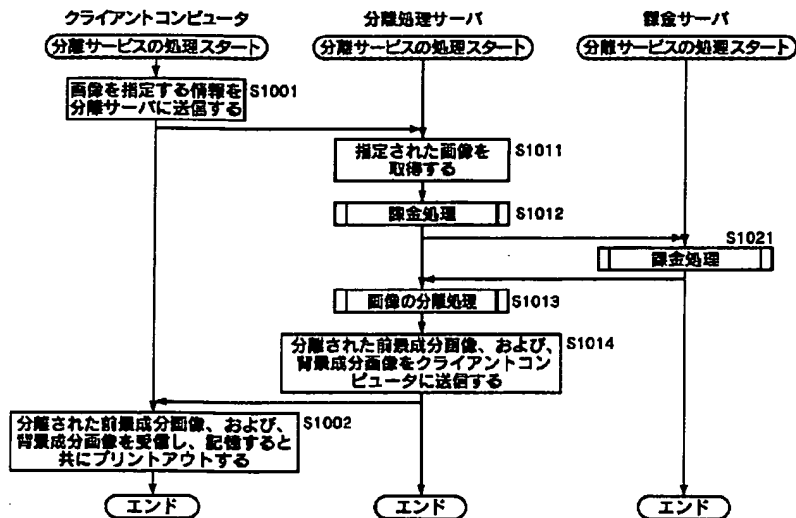 クライアントコンピュータ
分離サービスの処理スタート
画像を指定する情報を
分離サーバに送信する
S1001
分離処理サーバ
分離サービスの処理スタート
指定された画像を
取得する
S1011
課金処理
S1012
課金サーバ
分離サービスの処理スタート
S1021
課金処理
画像の分離処理
S1013
分離された前景成分画像、および、
背景成分画像をクライアントコン
ピュータに送信する
S1014
分離された前景成分画像、および、
背景成分画像を受信し、記憶すると
共にプリントアウトする
S1002
エンド
エンド
エンド